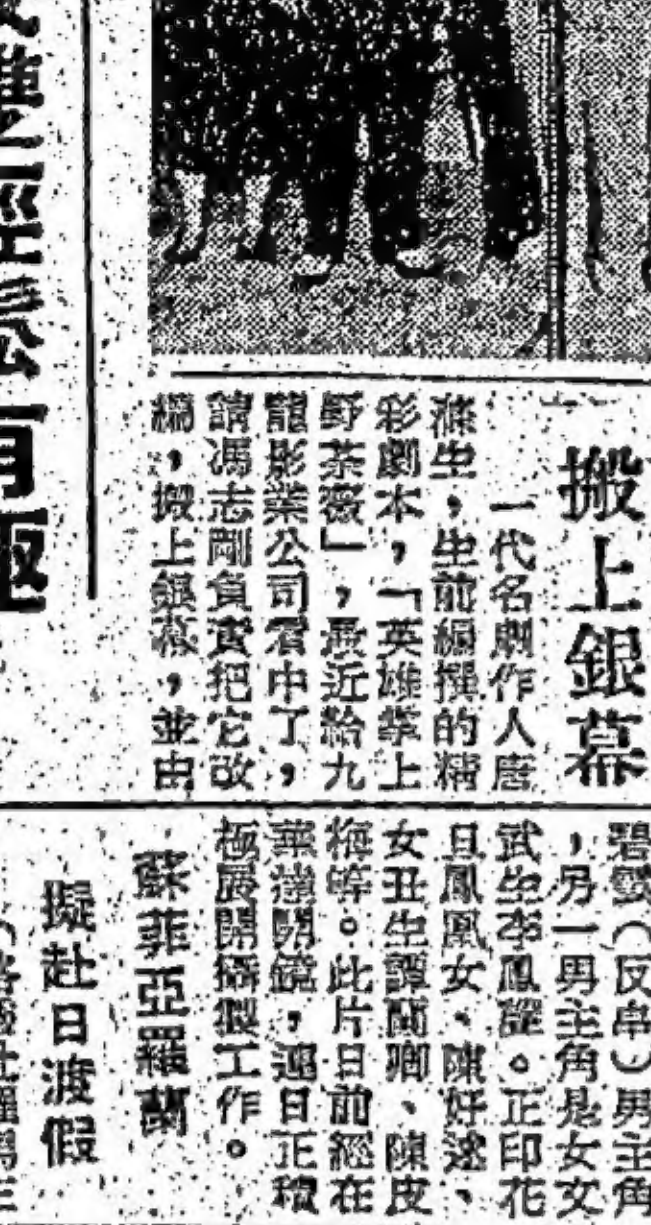 搬上銀幕
一代名劇作人唐
滌生,生前編撰的精
彩劇本,「英雄掌上
野荼薇」,最近給九
龍影業公司看中了,
請馮志剛負責把它改
編,搬上銀幕,並由
(反串)男主角
,另一男主角是女文
武生李鳳聲。正印花
旦鳳凰女、陳好逑、
女丑生譚蘭卿、陳皮
梅等。此片日前經在
華達開鏡,連日正積
極展開攝製工作。
蘇菲亞羅蘭
擬赴日渡假